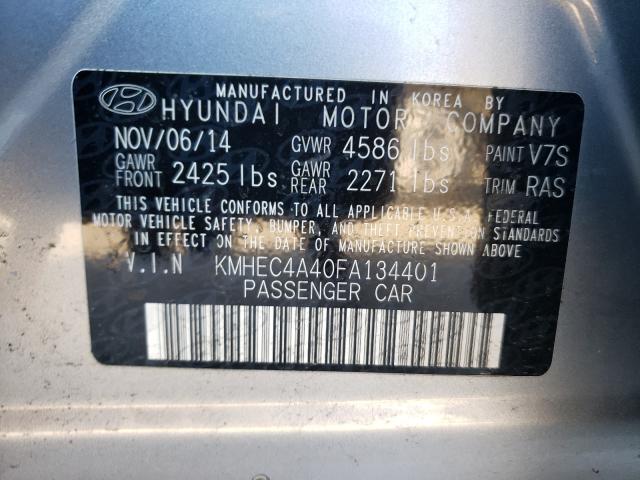 MANUFACTURED IN KOREA BY
HYUNDAI MOTOR COMPANY
NOV/06/14 GVWR 4586 lbs PAINT V7S
GAWR FRONT 2425 lbs GAWR REAR 2271 lbs TRIM RAS
THIS VEHICLE CONFORMS TO ALL APPLICABLE U.S.A. FEDERAL
MOTOR VEHICLE SAFETY, BUMPER, AND THEFT PREVENTION STANDARDS
IN EFFECT ON THE DATE OF MANUFACTURE SHOWN ABOVE
V.I.N KMHEC4A40FA134401
PASSENGER CAR